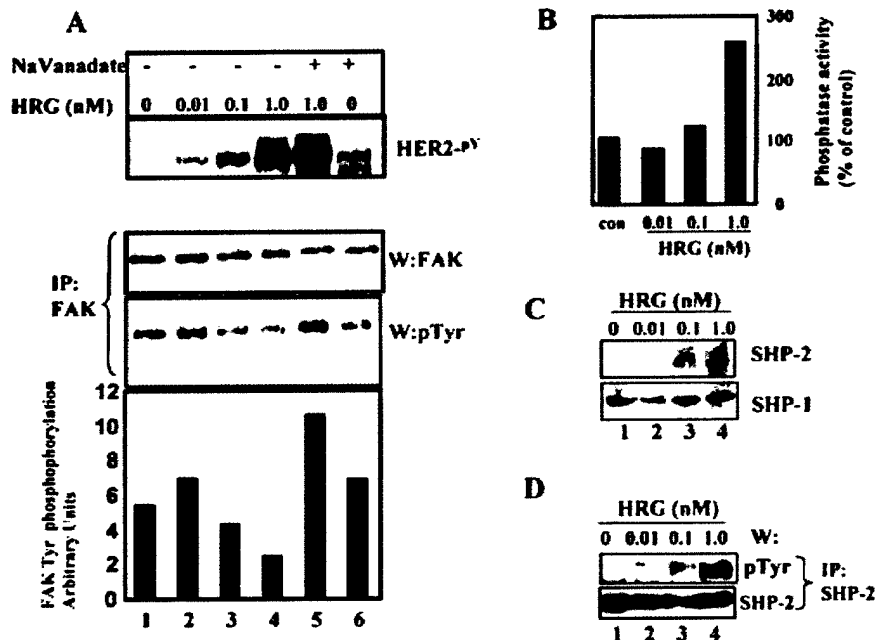 A
NaVanadate - - - - + +
HRG (nM) 0 0.01 0.1 1.0 1.0 0
HER2-pY
IP:
FAK
W:FAK
W:pTyr
FAK Tyr phosphophorylation
Arbitrary Units
12
10
8
6
4
2
0
1 2 3 4 5 6
B
300
200
100
0
Phosphatase activity
(% of control)
con 0.01 0.1 1.0
HRG (nM)
C
HRG (nM)
0 0.01 0.1 1.0
SHP-2
SHP-1
1 2 3 4
D
HRG (nM)
0 0.01 0.1 1.0 W:
pTyr
SHP-2
IP:
SHP-2
1 2 3 4